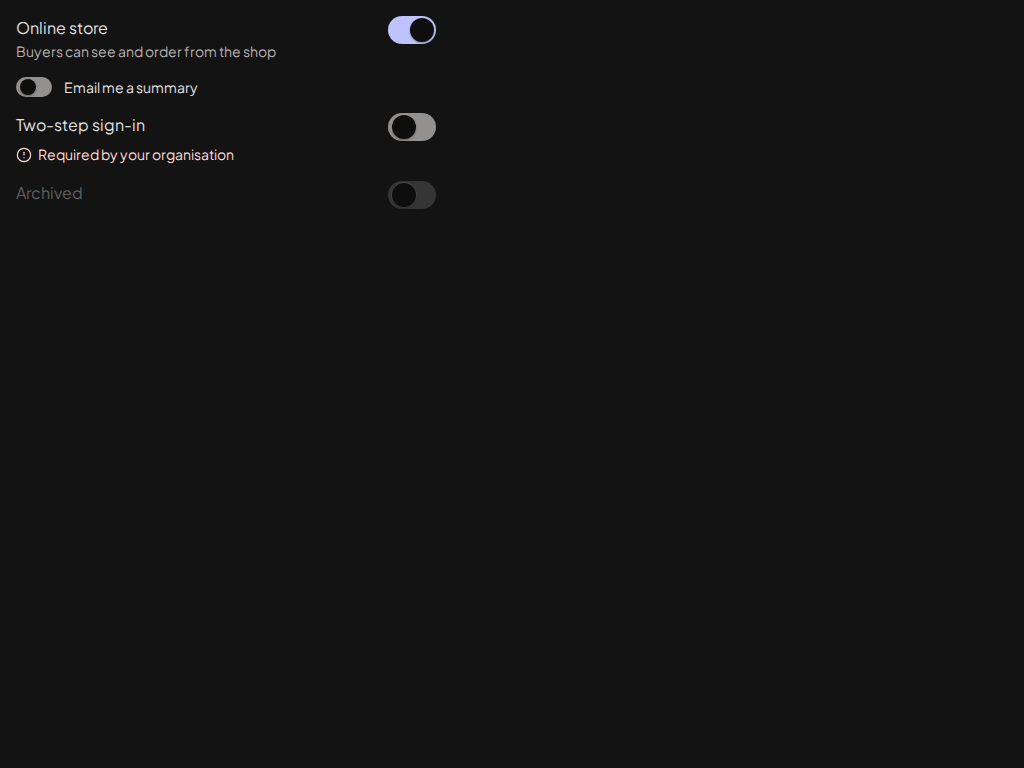 Online store
Buyers can see and order from the shop
Email me a summary
Two-step sign-in
Required by your organisation
Archived